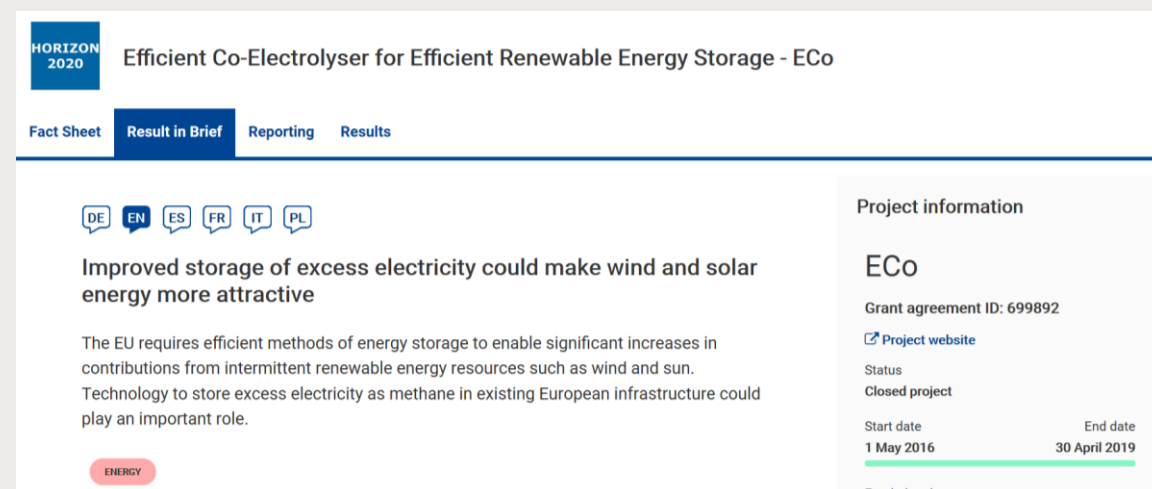 HORIZON
2020
Efficient Co-Electrolyser for Efficient Renewable Energy Storage - ECo
Fact Sheet
Result in Brief
Reporting
Results
DE
EN
ES
FR
IT
PL
Improved storage of excess electricity could make wind and solar
energy more attractive
The EU requires efficient methods of energy storage to enable significant increases in
contributions from intermittent renewable energy resources such as wind and sun.
Technology to store excess electricity as methane in existing European infrastructure could
play an important role.
ENERGY
Project information
ECo
Grant agreement ID: 699892
Project website
Status
Closed project
Start date
End date
1 May 2016
30 April 2019